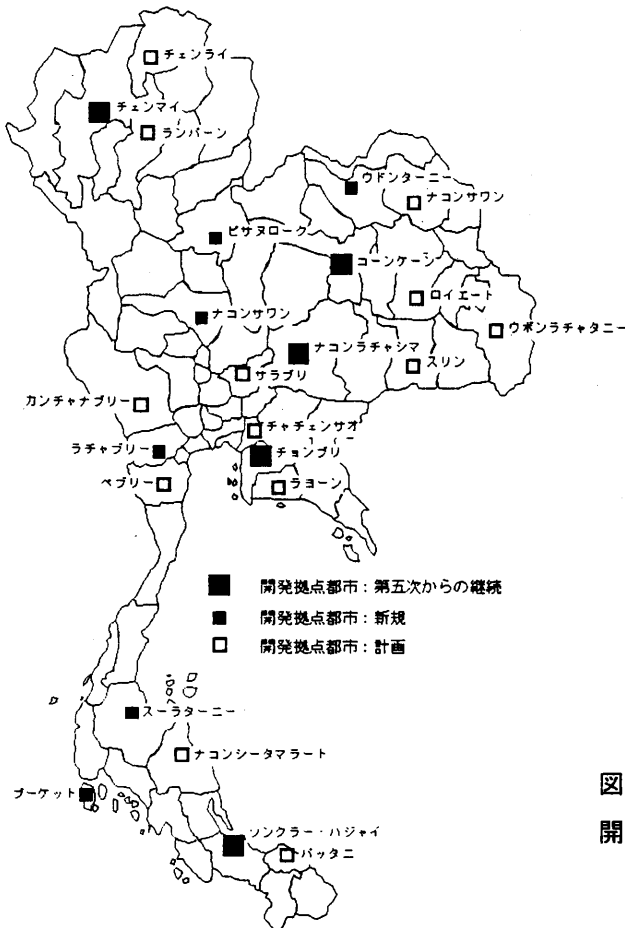 チェンライ
チェンマイ
ランパーン
ウドンターニー
ナコンサワン
ピサヌローク
コーンケーン
ロイエート
ナコンサワン
ウボンラチャタニー
ナコンラチャシマ
スリン
サラブリ
カンチャナブリー
チャチェンサオ
ラチャブリー
チョンブリ
ペブリー
ラヨーン
開発拠点都市：第五次からの継続
開発拠点都市：新規
開発拠点都市：計画
スーラターニー
ナコンシータマラート
プーケット
図
開
ソンクラー・ハジャイ
パッタニ